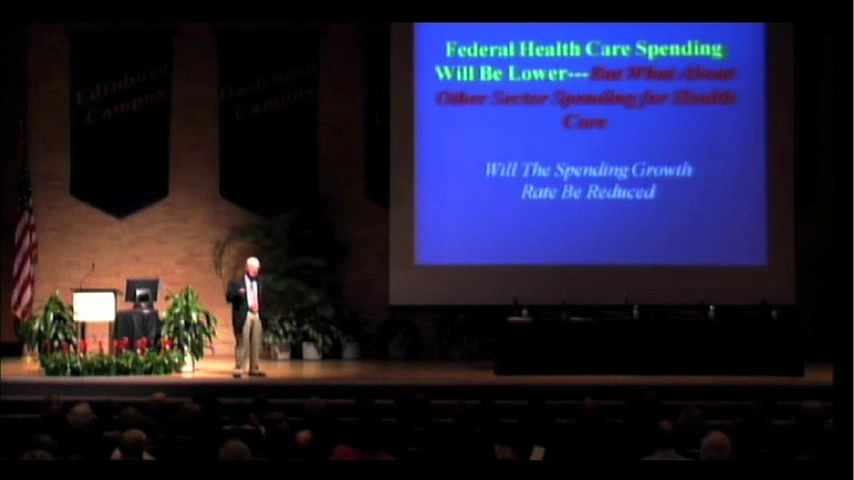 Edinboro
Campus
Campus
Federal Health Care Spending
Will Be Lower---But What About
Other Sector Spending for Health
Care
Will The Spending Growth
Rate Be Reduced